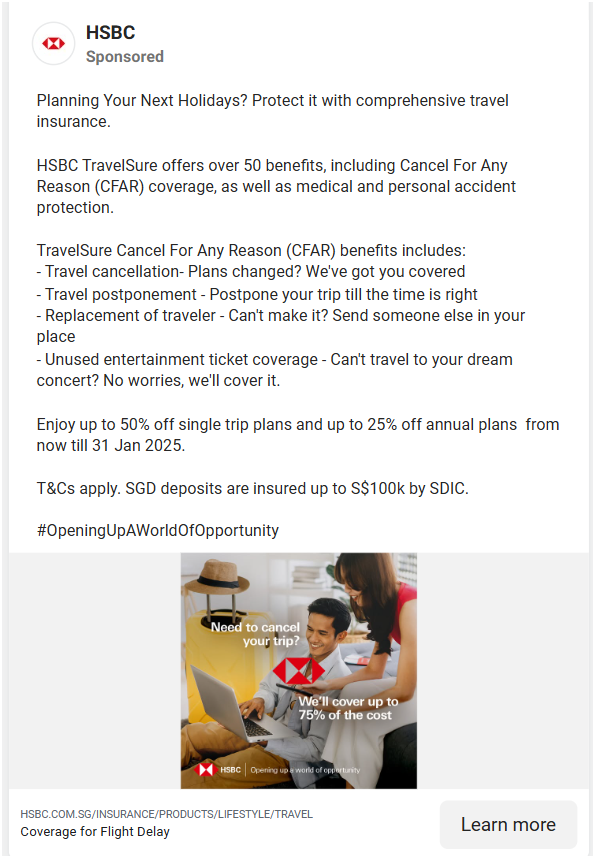 HSBC
Sponsored
Planning Your Next Holidays? Protect it with comprehensive travel
insurance.
HSBC TravelSure offers over 50 benefits, including Cancel For Any
Reason (CFAR) coverage, as well as medical and personal accident
protection.
TravelSure Cancel For Any Reason (CFAR) benefits includes:
- Travel cancellation- Plans changed? We've got you covered
- Travel postponement - Postpone your trip till the time is right
- Replacement of traveler - Can't make it? Send someone else in your
place
- Unused entertainment ticket coverage - Can't travel to your dream
concert? No worries, we'll cover it.
Enjoy up to 50% off single trip plans and up to 25% off annual plans  from
now till 31 Jan 2025.
T&Cs apply. SGD deposits are insured up to S$100k by SDIC.
#OpeningUpAWorldOfOpportunity
Need to cancel
your trip?
We'll cover up to
75% of the cost
HSBC | Opening up a world of opportunity
HSBC.COM.SG/INSURANCE/PRODUCTS/LIFESTYLE/TRAVEL
Coverage for Flight Delay
Learn more